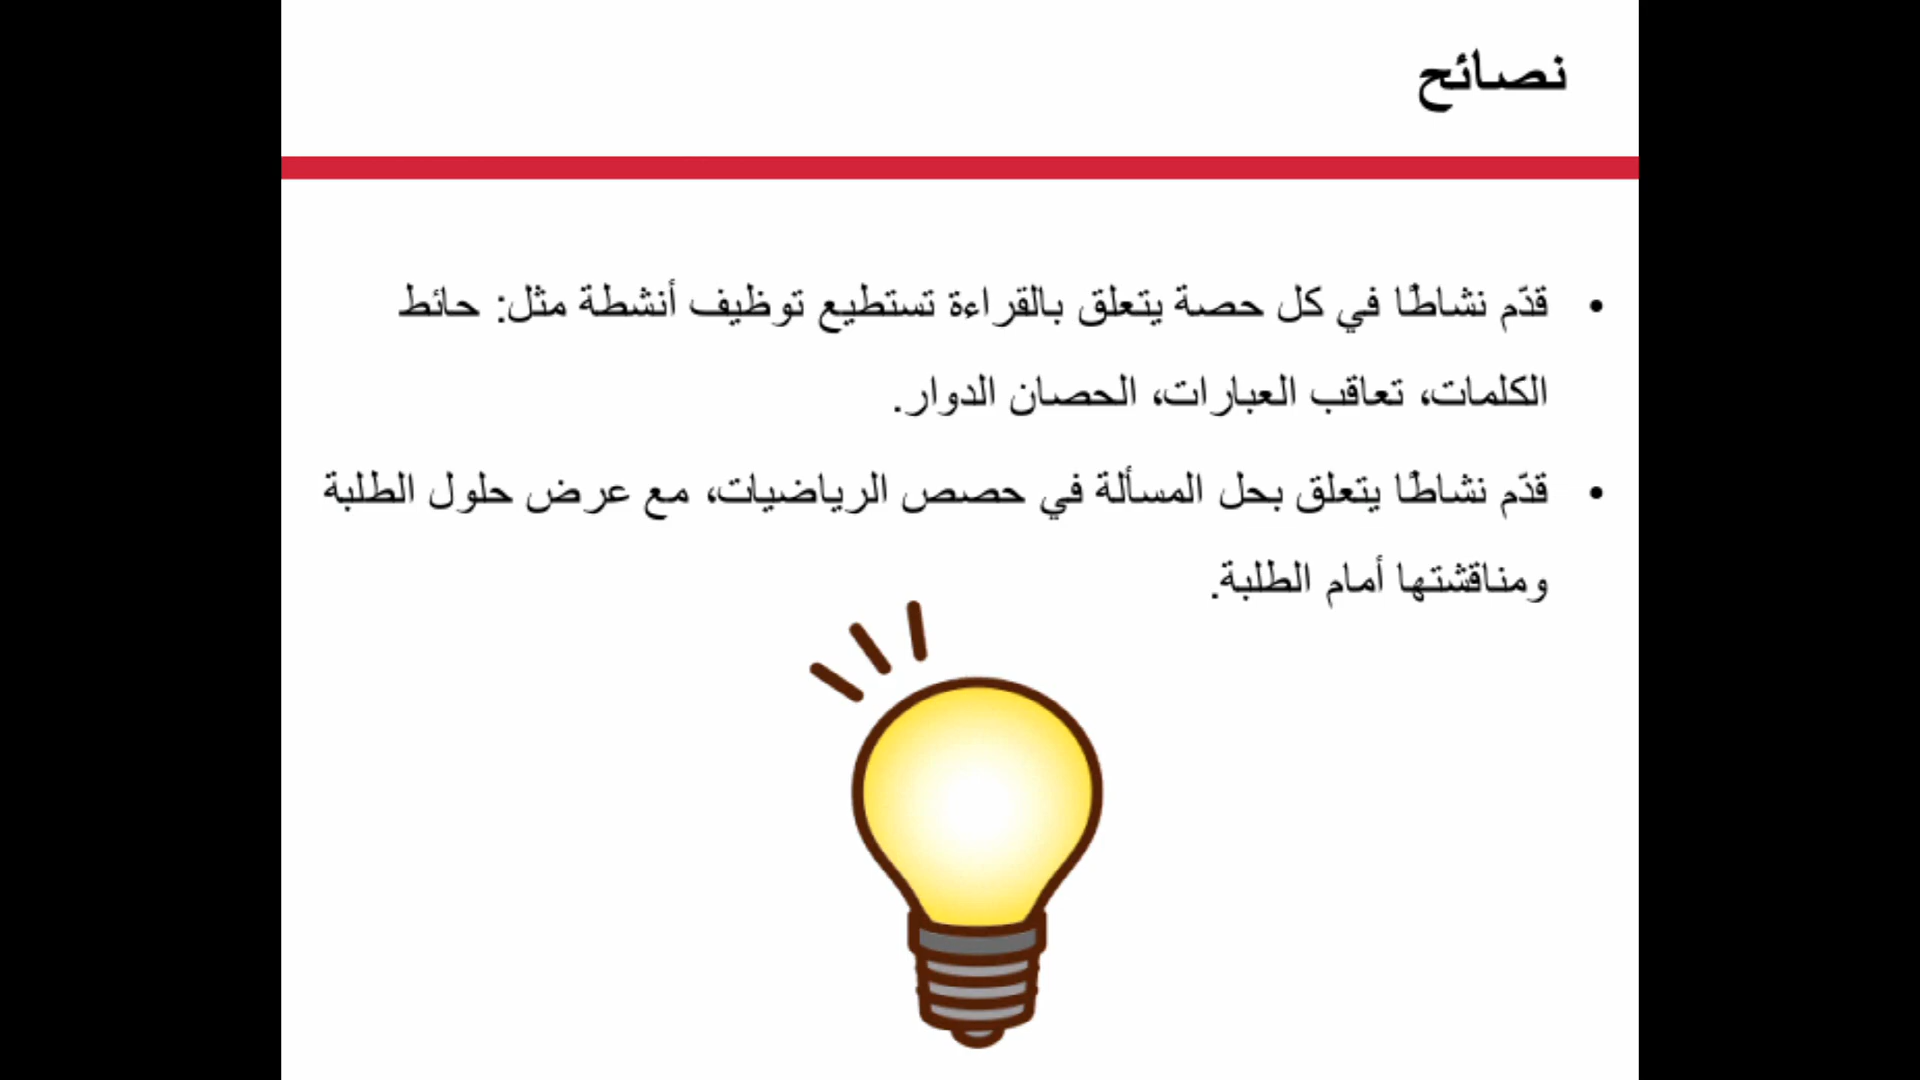 نصائح
• قدّم نشاطًا في كل حصة يتعلق بالقراءة تستطيع توظيف أنشطة مثل: حائط
الكلمات، تعاقب العبارات، الحصان الدوار.
• قدّم نشاطًا يتعلق بحل المسألة في حصص الرياضيات، مع عرض حلول الطلبة
ومناقشتها أمام الطلبة.